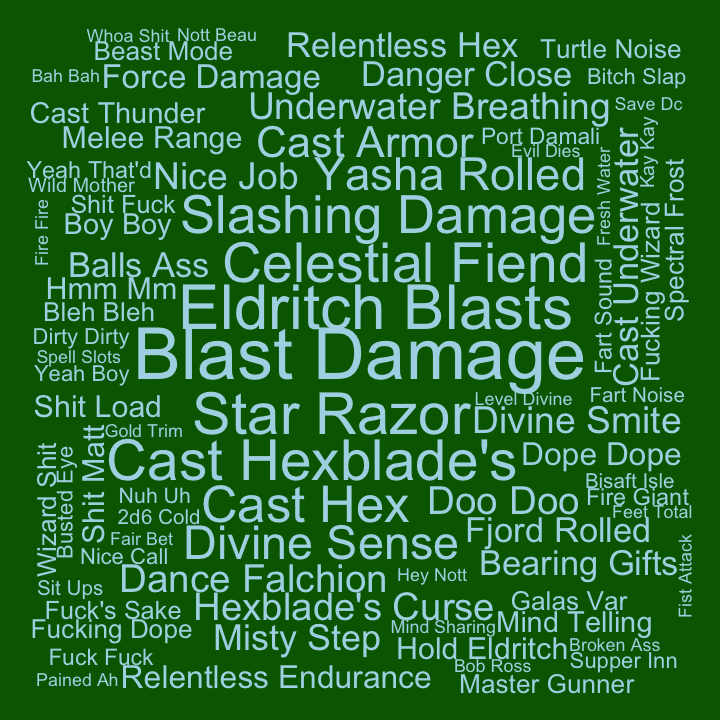 Whoa Shit
Nott Beau
Beast Mode
Relentless Hex
Turtle Noise
Bah Bah
Force Damage
Danger Close
Bitch Slap
Cast Thunder
Underwater Breathing
Save Dc
Melee Range
Cast Armor
Port Damali
Evil Dies
Kay Kay
Yeah That'd
Wild Mother
Nice Job
Yasha Rolled
Fresh Water
Cast Underwater
Fucking Wizard
Spectral Frost
Shit Fuck
Boy Boy
Fire Fire
Slashing Damage
Balls Ass
Celestial Fiend
Fart Sound
Hmm Mm
Bleh Bleh
Eldritch Blasts
Dirty Dirty
Spell Slots
Yeah Boy
Blast Damage
Shit Load
Star Razor
Level Divine
Fart Noise
Gold Trim
Divine Smite
Wizard Shit
Busted Eye
Shit Matt
Cast Hexblade's
Dope Dope
Nuh Uh
2d6 Cold
Cast Hex
Doo Doo
Bisaft Isle
Fire Giant
Feet Total
Fair Bet
Nice Call
Divine Sense
Fjord Rolled
Fist Attack
Sit Ups
Dance Falchion
Hey Nott
Bearing Gifts
Fuck's Sake
Hexblade's Curse
Galas Var
Fucking Dope
Misty Step
Mind Sharing
Mind Telling
Fuck Fuck
Hold Eldritch
Broken Ass
Pained Ah
Relentless Endurance
Bob Ross
Supper Inn
Master Gunner